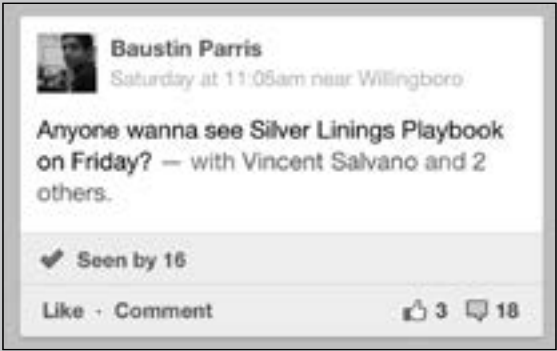 Baustin Parris
Saturday at 11:05am near Willingboro
Anyone wanna see Silver Linings Playbook
on Friday? — with Vincent Salvano and 2
others.
Seen by 16
Like · Comment 3 18